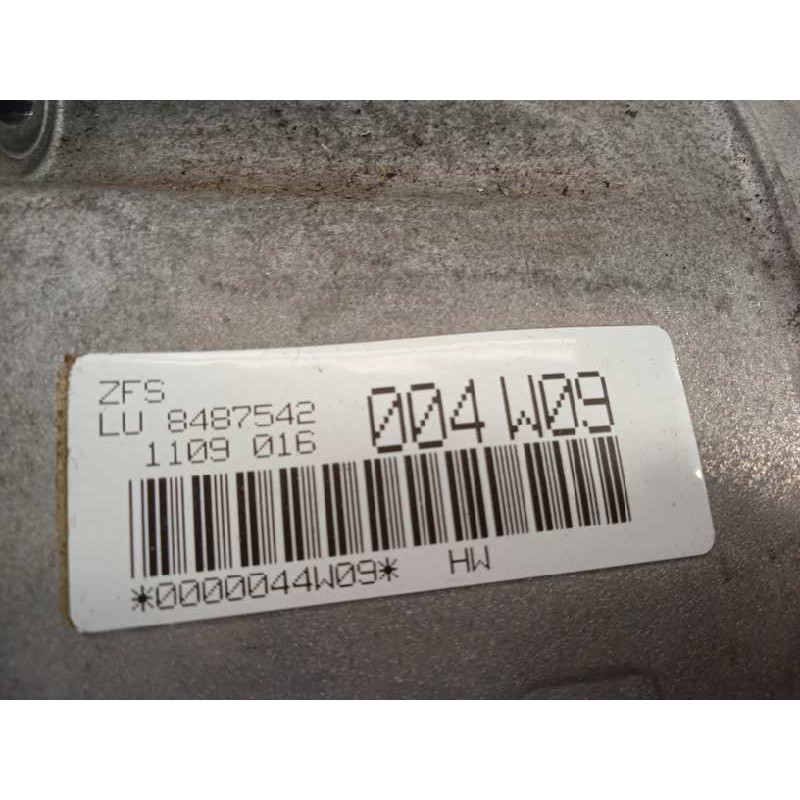 ZFS
LU 8487542 004 W09
1109 016
*0000044W09* HW